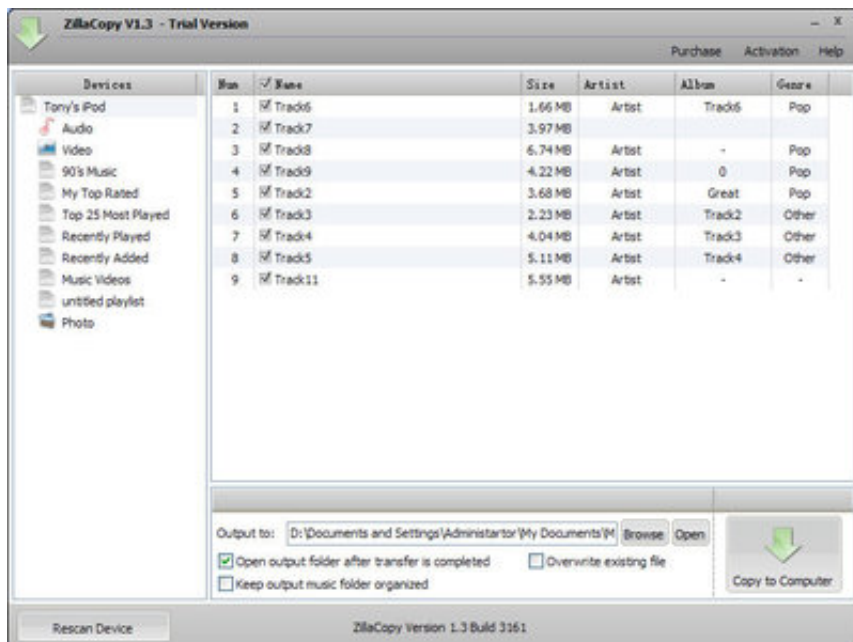 ZillaCopy V1.3 - Trial Version
Purchase Activation Help
Devices
Tony's iPod
Audio
Video
90's Music
My Top Rated
Top 25 Most Played
Recently Played
Recently Added
Music Videos
untitled playlist
Photo
Num Name Size Artist Album Genre
1 Track6 1.66 MB Artist Track6 Pop
2 Track7 3.97 MB
3 Track8 6.74 MB Artist - Pop
4 Track9 4.22 MB Artist 0 Pop
5 Track2 3.68 MB Artist Great Pop
6 Track3 2.23 MB Artist Track2 Other
7 Track4 4.04 MB Artist Track3 Other
8 Track5 5.11 MB Artist Track4 Other
9 Track11 5.55 MB Artist - -
Output to: D:\Documents and Settings\Administartor\My Documents\M Browse Open
Open output folder after transfer is completed Overwrite existing file
Keep output music folder organized
Copy to Computer
Rescan Device
ZillaCopy Version 1.3 Build 3161